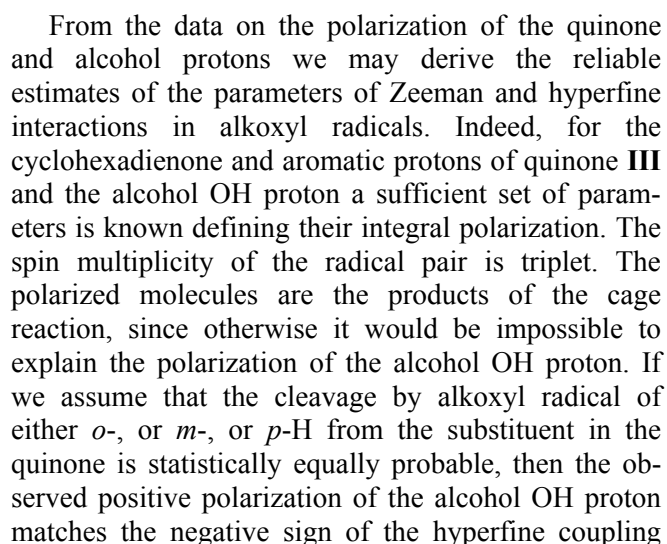 From the data on the polarization of the quinone
and alcohol protons we may derive the reliable
estimates of the parameters of Zeeman and hyperfine
interactions in alkoxyl radicals. Indeed, for the
cyclohexadienone and aromatic protons of quinone III
and the alcohol OH proton a sufficient set of param-
eters is known defining their integral polarization. The
spin multiplicity of the radical pair is triplet. The
polarized molecules are the products of the cage
reaction, since otherwise it would be impossible to
explain the polarization of the alcohol OH proton. If
we assume that the cleavage by alkoxyl radical of
either o-, or m-, or p-H from the substituent in the
quinone is statistically equally probable, then the ob-
served positive polarization of the alcohol OH proton
matches the negative sign of the hyperfine coupling